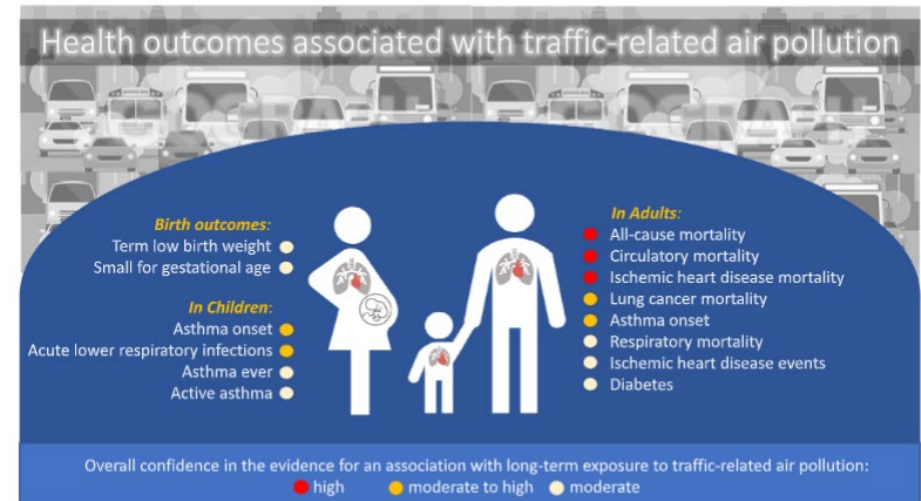 Health outcomes associated with traffic-related air pollution
Birth outcomes:
Term low birth weight
Small for gestational age
In Children:
Asthma onset
Acute lower respiratory infections
Asthma ever
Active asthma
In Adults:
All-cause mortality
Circulatory mortality
Ischemic heart disease mortality
Lung cancer mortality
Asthma onset
Respiratory mortality
Ischemic heart disease events
Diabetes
Overall confidence in the evidence for an association with long-term exposure to traffic-related air pollution:
high moderate to high moderate